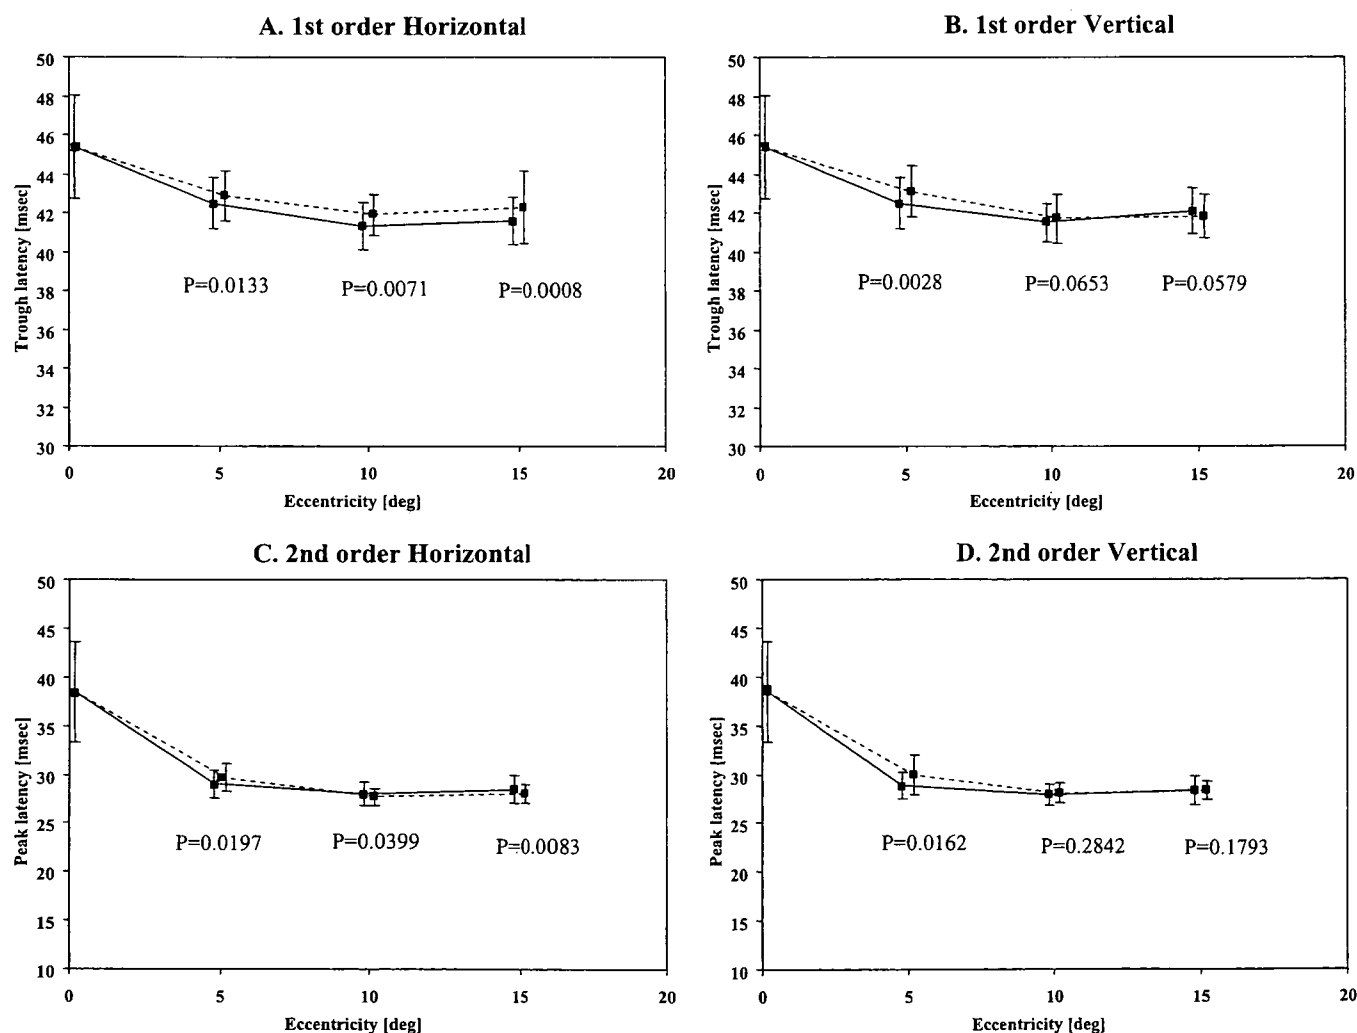 A. 1st order Horizontal
50
48
46
44
42
40
38
36
34
32
30
Trough latency [msec]
P=0.0133
P=0.0071
P=0.0008
0
5
10
15
20
Eccentricity [deg]
B. 1st order Vertical
50
48
46
44
42
40
38
36
34
32
30
Trough latency [msec]
P=0.0028
P=0.0653
P=0.0579
0
5
10
15
20
Eccentricity [deg]
C. 2nd order Horizontal
50
45
40
35
30
25
20
15
10
Peak latency [msec]
P=0.0197
P=0.0399
P=0.0083
0
5
10
15
20
Eccentricity [deg]
D. 2nd order Vertical
50
45
40
35
30
25
20
15
10
Peak latency [msec]
P=0.0162
P=0.2842
P=0.1793
0
5
10
15
20
Eccentricity [deg]